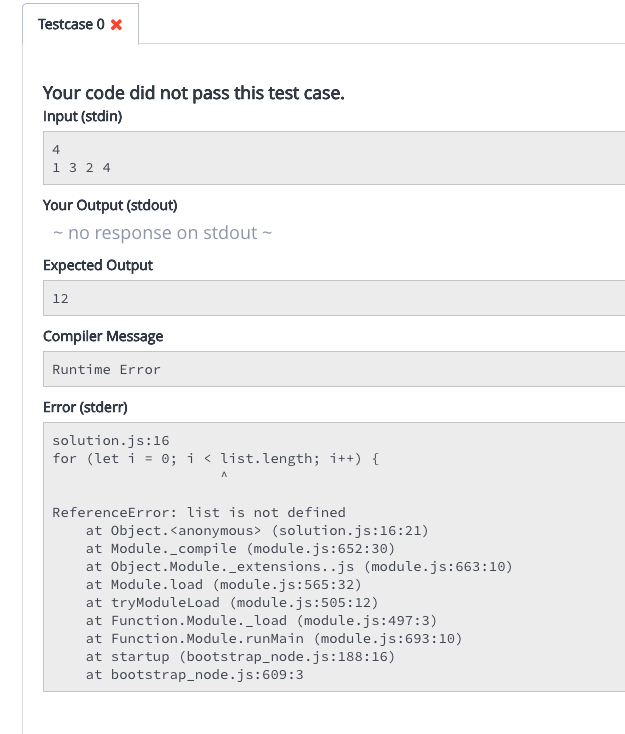 Testcase 0 ✖
Your code did not pass this test case.
Input (stdin)
4
1 3 2 4
Your Output (stdout)
~ no response on stdout ~
Expected Output
12
Compiler Message
Runtime Error
Error (stderr)
solution.js:16
for (let i = 0; i < list.length; i++) {
                    ^
ReferenceError: list is not defined
    at Object.<anonymous> (solution.js:16:21)
    at Module._compile (module.js:652:30)
    at Object.Module._extensions..js (module.js:663:10)
    at Module.load (module.js:565:32)
    at tryModuleLoad (module.js:505:12)
    at Function.Module._load (module.js:497:3)
    at Function.Module.runMain (module.js:693:10)
    at startup (bootstrap_node.js:188:16)
    at bootstrap_node.js:609:3